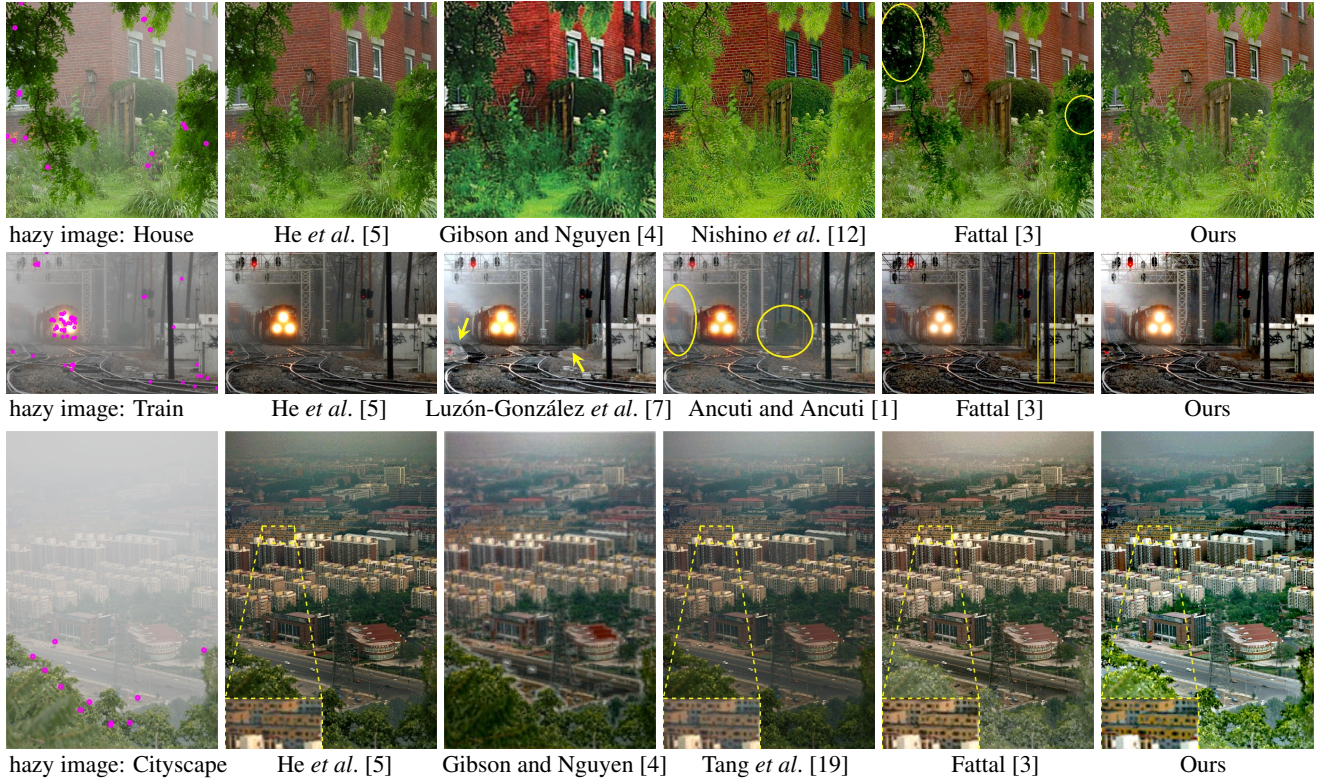 hazy image: House He et al. [5] Gibson and Nguyen [4] Nishino et al. [12] Fattal [3] Ours
hazy image: Train He et al. [5] Luzón-González et al. [7] Ancuti and Ancuti [1] Fattal [3] Ours
hazy image: Cityscape He et al. [5] Gibson and Nguyen [4] Tang et al. [19] Fattal [3] Ours